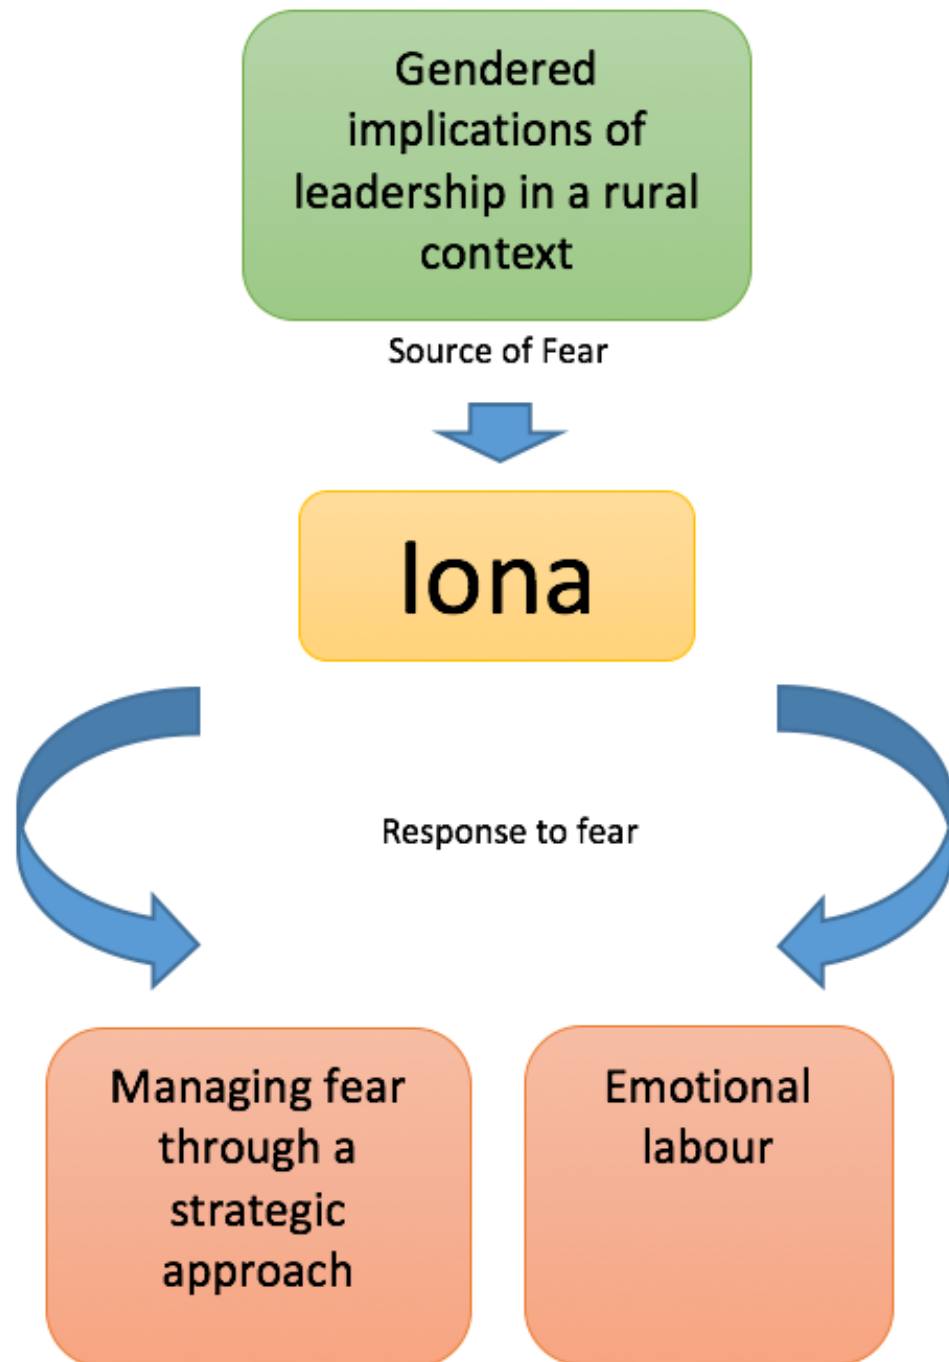 Gendered
implications of
leadership in a rural
context
Source of Fear
Iona
Response to fear
Managing fear
through a
strategic
approach
Emotional
labour